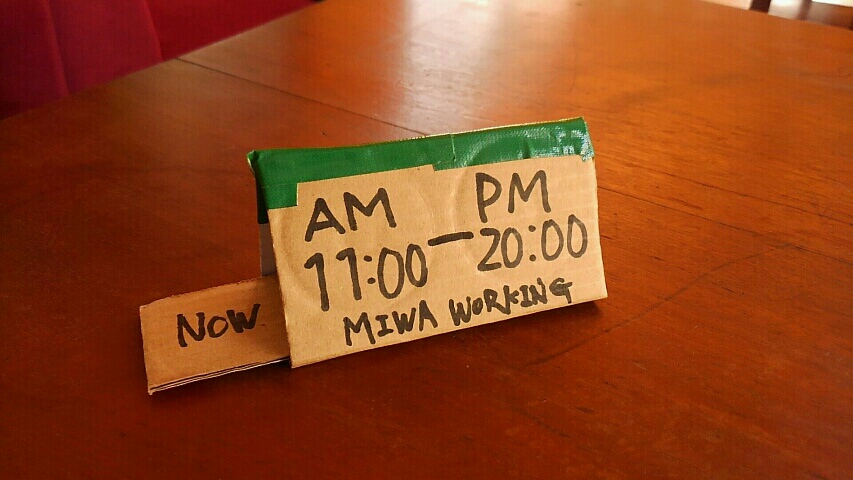 AM PM
11:00-20:00
MIWA WORKING
NOW